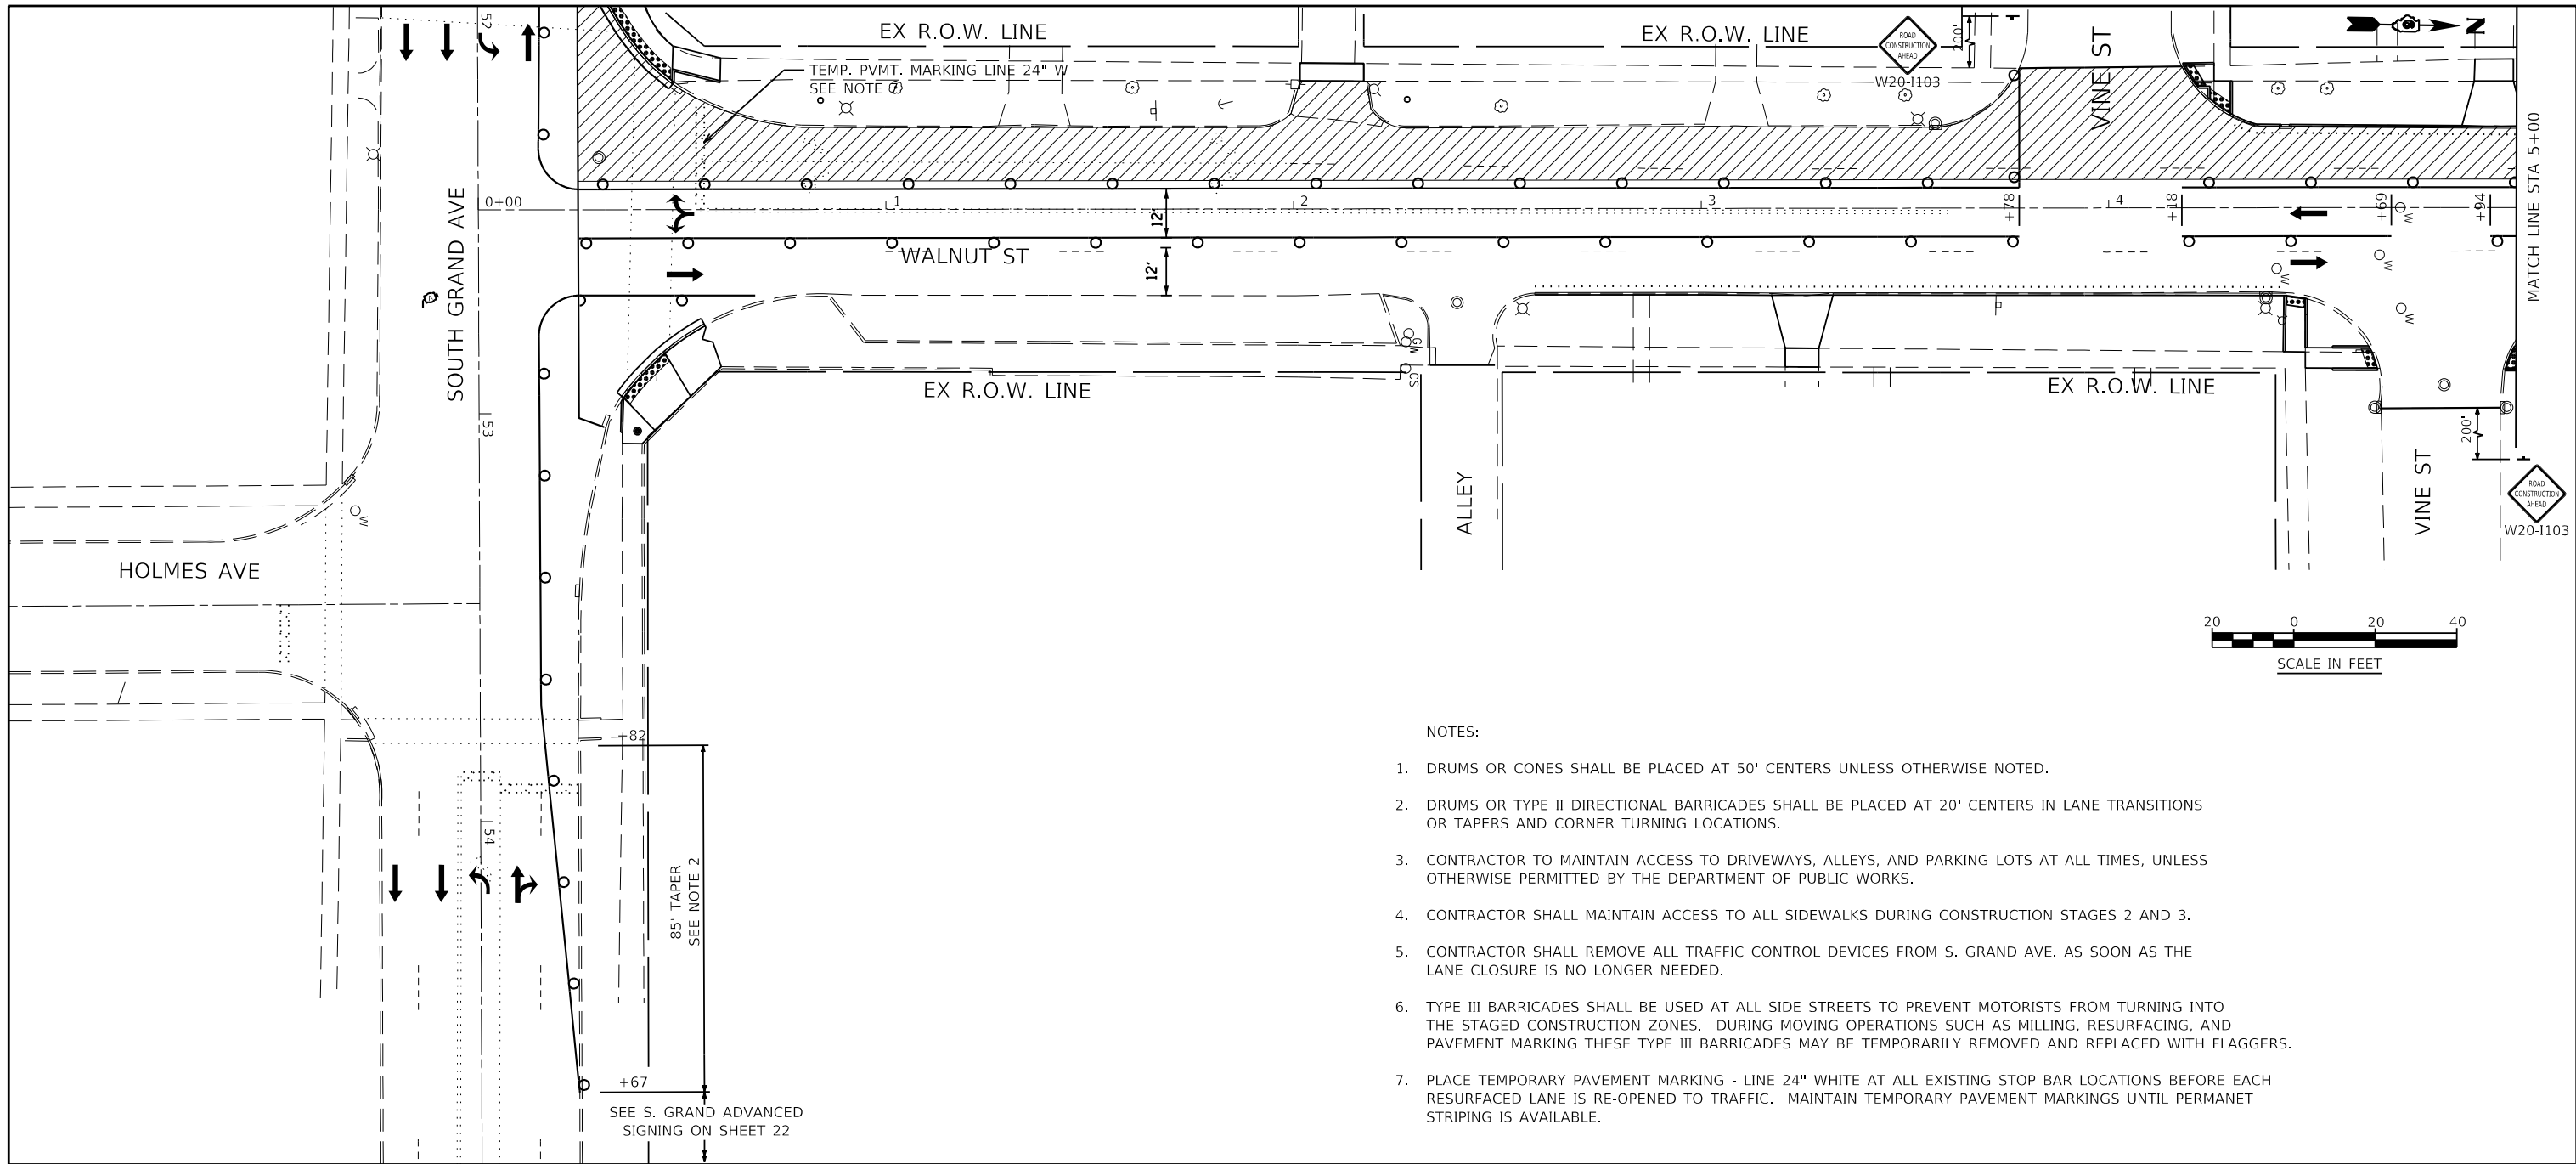 EX R.O.W. LINE
TEMP. PVMT. MARKING LINE 24" W
SEE NOTE 7
EX R.O.W. LINE
ROAD
CONSTRUCTION
AHEAD
W20-I103
200'
VINE ST
N
MATCH LINE STA 5+00
52
SOUTH GRAND AVE
0+00
1
2
3
+78
4
+18
+69
+94
W
12'
12'
WALNUT ST
W
W
W
GW
GS
EX R.O.W. LINE
EX R.O.W. LINE
53
W
ALLEY
200'
VINE ST
ROAD
CONSTRUCTION
AHEAD
W20-I103
HOLMES AVE
20 0 20 40
SCALE IN FEET
+82
54
85' TAPER
SEE NOTE 2
+67
SEE S. GRAND ADVANCED
SIGNING ON SHEET 22
NOTES:
1. DRUMS OR CONES SHALL BE PLACED AT 50' CENTERS UNLESS OTHERWISE NOTED.
2. DRUMS OR TYPE II DIRECTIONAL BARRICADES SHALL BE PLACED AT 20' CENTERS IN LANE TRANSITIONS
OR TAPERS AND CORNER TURNING LOCATIONS.
3. CONTRACTOR TO MAINTAIN ACCESS TO DRIVEWAYS, ALLEYS, AND PARKING LOTS AT ALL TIMES, UNLESS
OTHERWISE PERMITTED BY THE DEPARTMENT OF PUBLIC WORKS.
4. CONTRACTOR SHALL MAINTAIN ACCESS TO ALL SIDEWALKS DURING CONSTRUCTION STAGES 2 AND 3.
5. CONTRACTOR SHALL REMOVE ALL TRAFFIC CONTROL DEVICES FROM S. GRAND AVE. AS SOON AS THE
LANE CLOSURE IS NO LONGER NEEDED.
6. TYPE III BARRICADES SHALL BE USED AT ALL SIDE STREETS TO PREVENT MOTORISTS FROM TURNING INTO
THE STAGED CONSTRUCTION ZONES. DURING MOVING OPERATIONS SUCH AS MILLING, RESURFACING, AND
PAVEMENT MARKING THESE TYPE III BARRICADES MAY BE TEMPORARILY REMOVED AND REPLACED WITH FLAGGERS.
7. PLACE TEMPORARY PAVEMENT MARKING - LINE 24" WHITE AT ALL EXISTING STOP BAR LOCATIONS BEFORE EACH
RESURFACED LANE IS RE-OPENED TO TRAFFIC. MAINTAIN TEMPORARY PAVEMENT MARKINGS UNTIL PERMANET
STRIPING IS AVAILABLE.